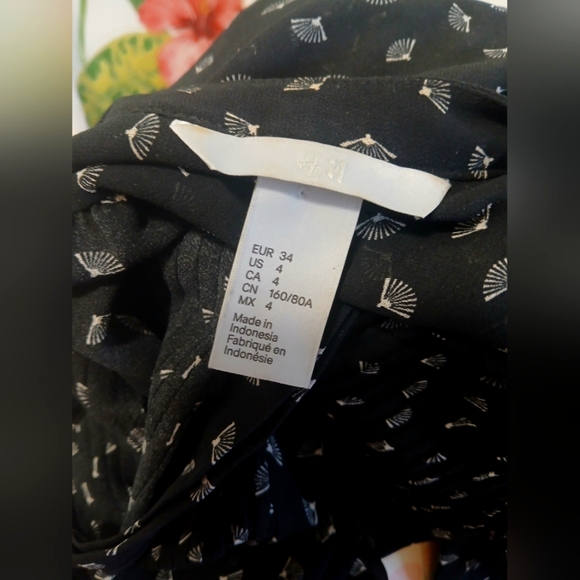 EUR 34
US 4
CA 4
CN 160/80A
MX 4
Made in
Indonesia
Fabriqué en
Indonésie